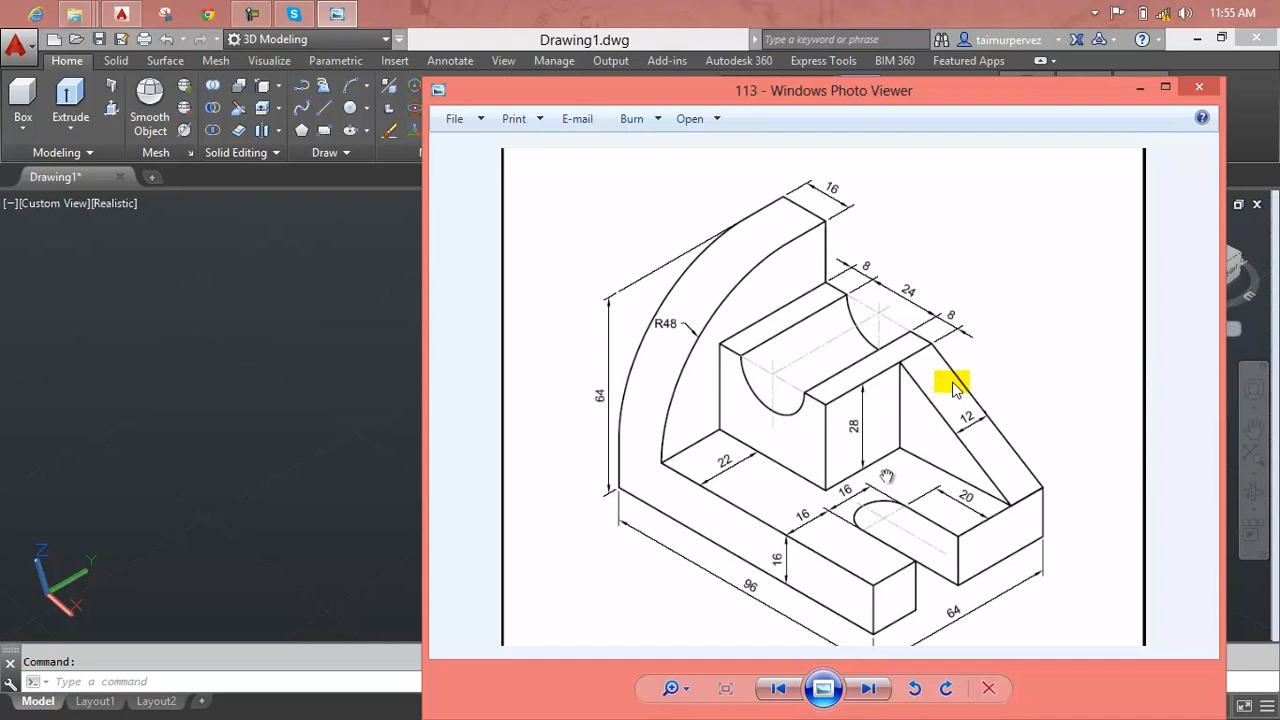 11:55 AM
3D Modeling
Drawing1.dwg
Type a keyword or phrase
taimurpervez
Home Solid Surface Mesh Visualize Parametric Insert Annotate View Manage Output Add-ins Autodesk 360 Express Tools BIM 360 Featured Apps
Box
Extrude
Smooth
Object
Modeling
Mesh
Solid Editing
Draw
Drawing1*
[−][Custom View][Realistic]
113 - Windows Photo Viewer
File Print E-mail Burn Open
16
8
24
8
R48
64
12
28
22
16
20
16
16
96
64
Z
Y
X
E
Command:
Type a command
Model Layout1 Layout2